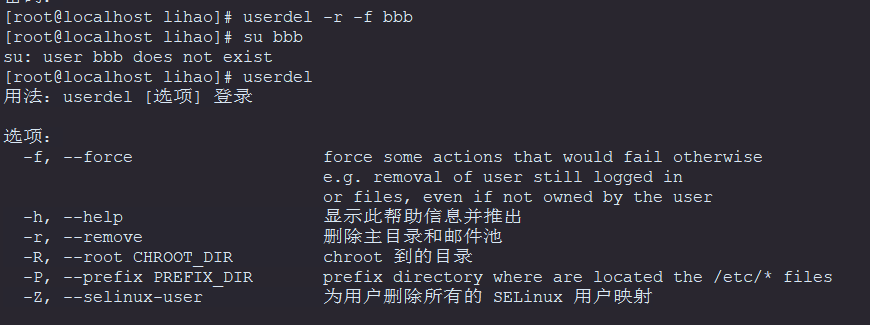 [root@localhost lihao]# userdel -r -f bbb
[root@localhost lihao]# su bbb
su: user bbb does not exist
[root@localhost lihao]# userdel
用法：userdel [选项] 登录
选项：
-f, --force force some actions that would fail otherwise
e.g. removal of user still logged in
or files, even if not owned by the user
-h, --help 显示此帮助信息并推出
-r, --remove 删除主目录和邮件池
-R, --root CHROOT_DIR chroot 到的目录
-P, --prefix PREFIX_DIR prefix directory where are located the /etc/* files
-Z, --selinux-user 为用户删除所有的 SELinux 用户映射